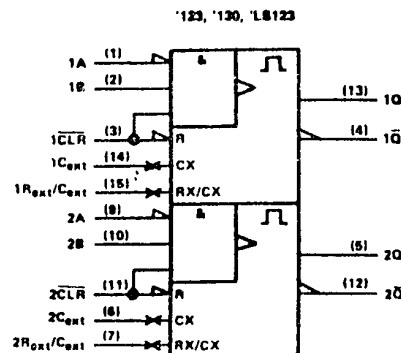 '123, '130, 'LS123
1A (1) & 1Q (13)
1B (2)
1CLR (3) R 1Q̅ (4)
1Cext (14) CX
1Rext/Cext (15) RX/CX
2A (9) & 2Q (5)
2B (10)
2CLR (11) R 2Q̅ (12)
2Cext (6) CX
2Rext/Cext (7) RX/CX